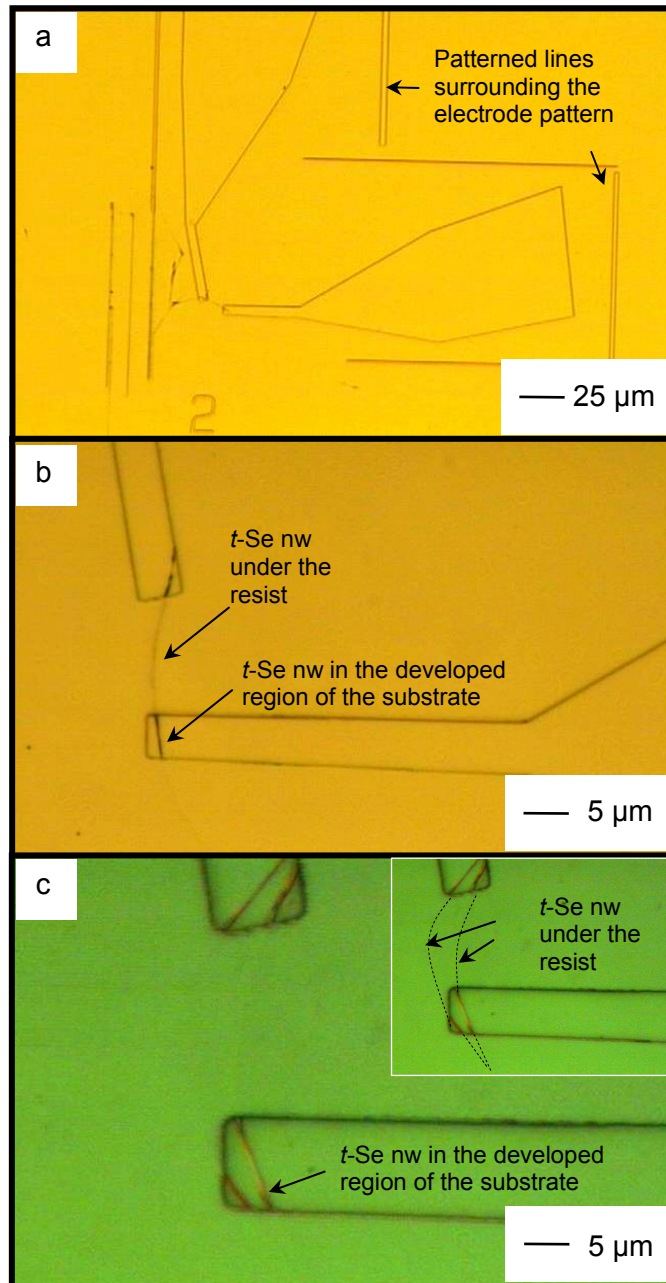 a
Patterned lines
surrounding the
electrode pattern
25 µm
2
b
t-Se nw
under the
resist
t-Se nw in the developed
region of the substrate
5 µm
c
t-Se nw
under the
resist
t-Se nw in the developed
region of the substrate
5 µm